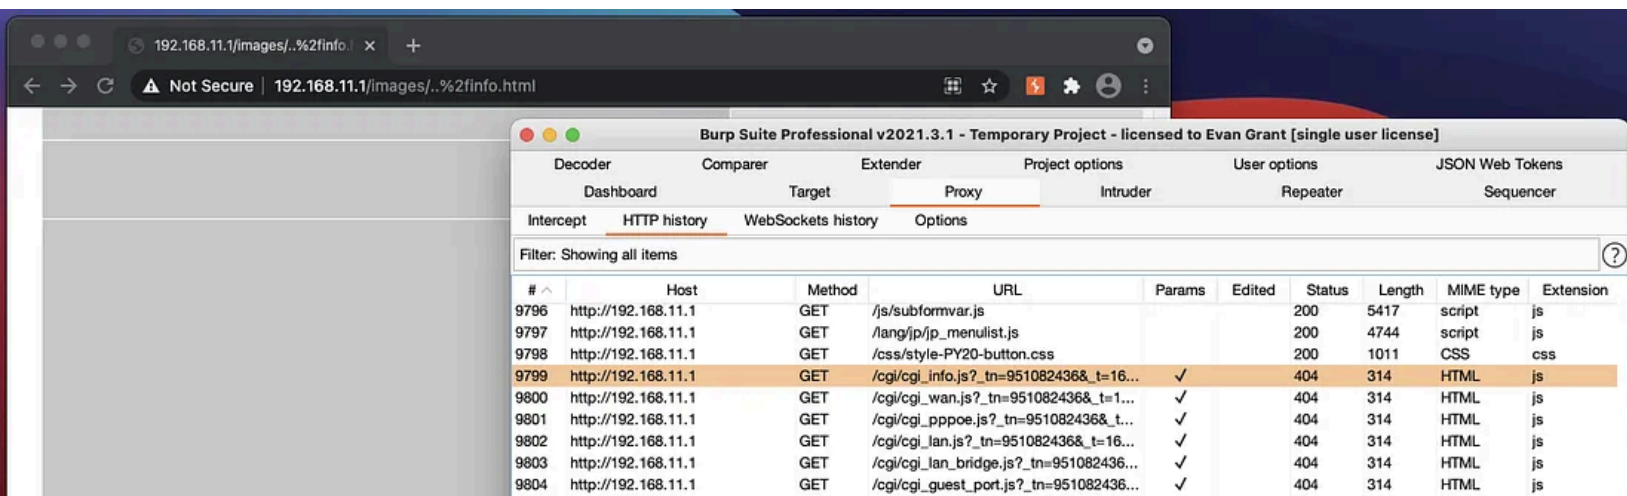 192.168.11.1/images/..%2finfo.
Not Secure | 192.168.11.1/images/..%2finfo.html
Burp Suite Professional v2021.3.1 - Temporary Project - licensed to Evan Grant [single user license]
Decoder Comparer Extender Project options User options JSON Web Tokens
Dashboard Target Proxy Intruder Repeater Sequencer
Intercept HTTP history WebSockets history Options
Filter: Showing all items ?
# Host Method URL Params Edited Status Length MIME type Extension
9796 http://192.168.11.1 GET /js/subformvar.js 200 5417 script js
9797 http://192.168.11.1 GET /lang/jp/jp_menulist.js 200 4744 script js
9798 http://192.168.11.1 GET /css/style-PY20-button.css 200 1011 CSS css
9799 http://192.168.11.1 GET /cgi/cgi_info.js?_tn=951082436&_t=16... ✓ 404 314 HTML js
9800 http://192.168.11.1 GET /cgi/cgi_wan.js?_tn=951082436&_t=1... ✓ 404 314 HTML js
9801 http://192.168.11.1 GET /cgi/cgi_pppoe.js?_tn=951082436&_t... ✓ 404 314 HTML js
9802 http://192.168.11.1 GET /cgi/cgi_lan.js?_tn=951082436&_t=16... ✓ 404 314 HTML js
9803 http://192.168.11.1 GET /cgi/cgi_lan_bridge.js?_tn=951082436... ✓ 404 314 HTML js
9804 http://192.168.11.1 GET /cgi/cgi_guest_port.js?_tn=951082436... ✓ 404 314 HTML js